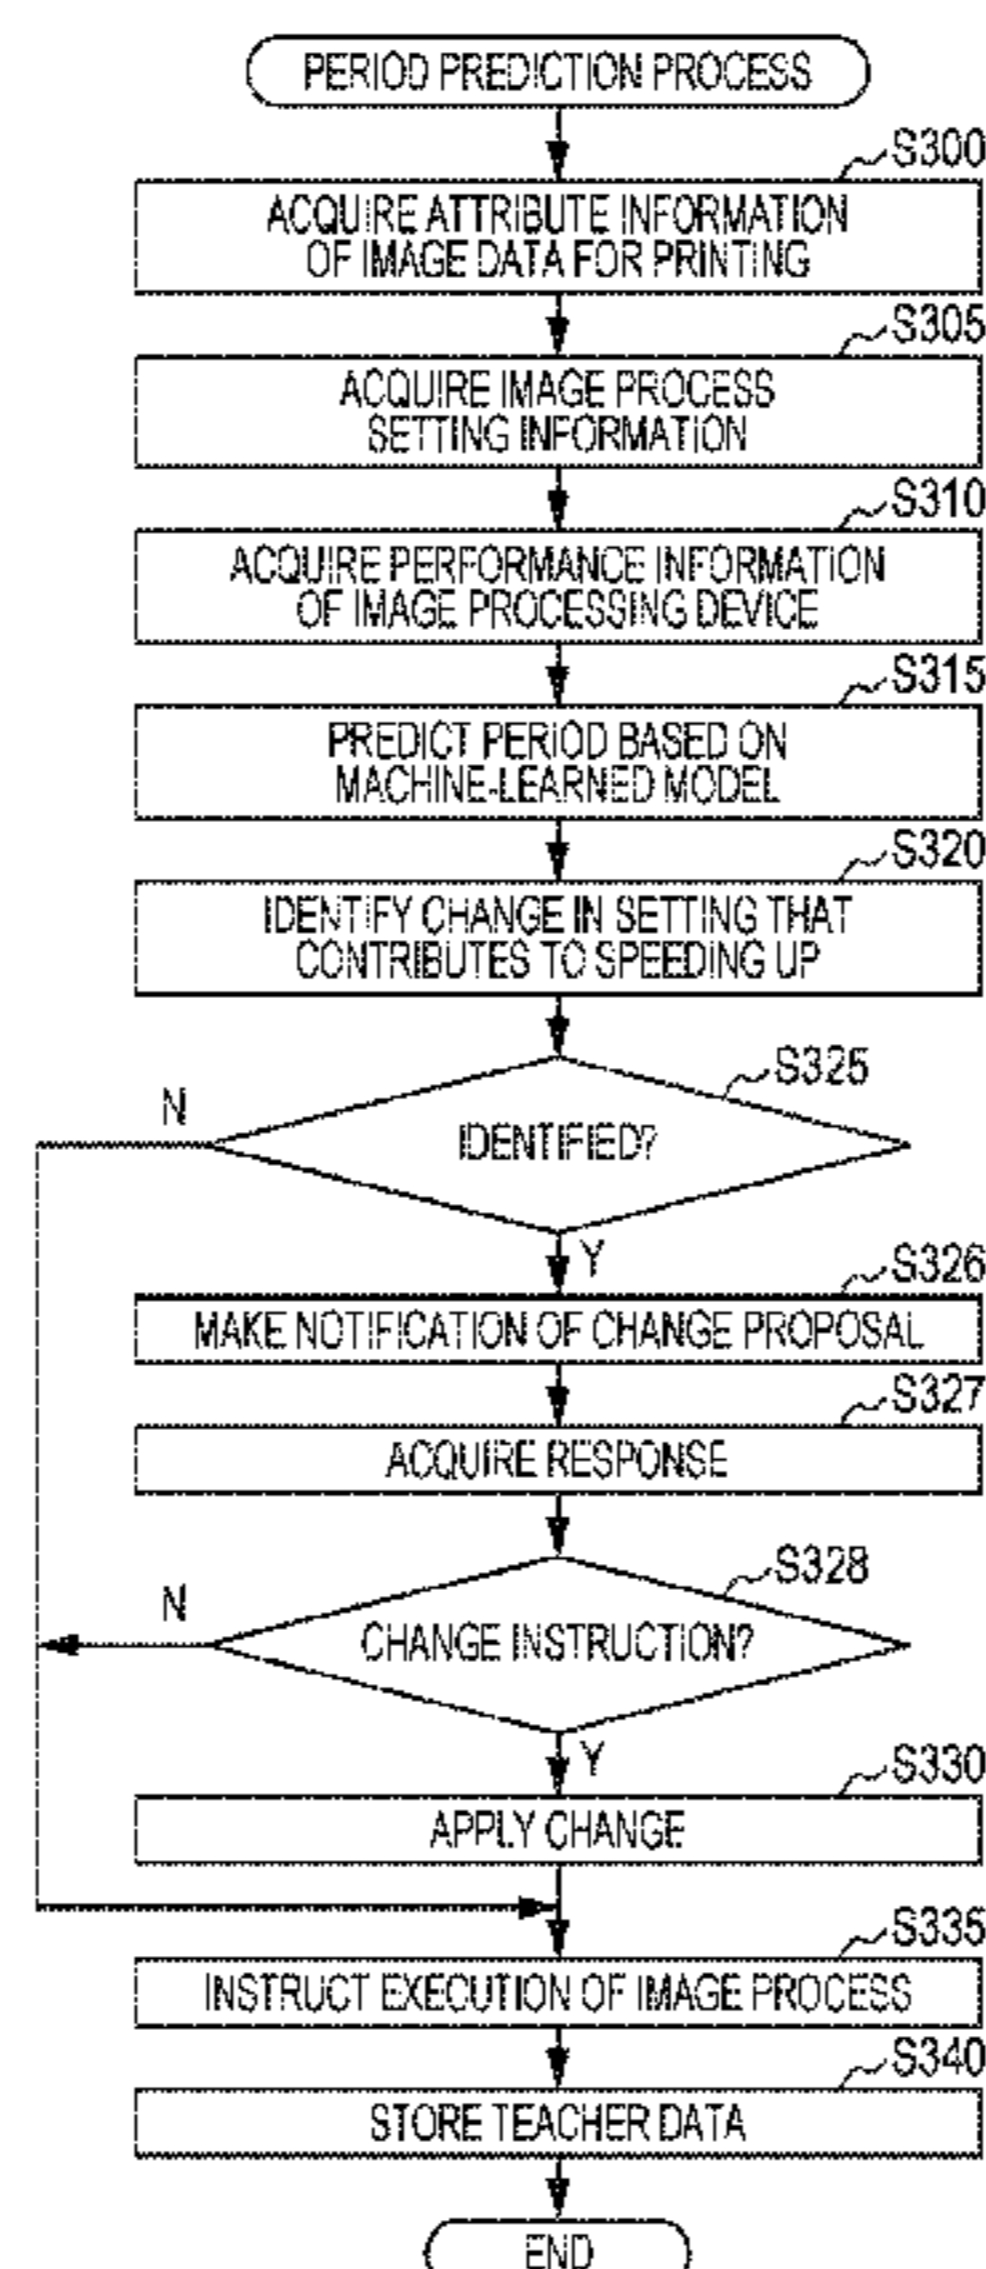 PERIOD PREDICTION PROCESS
S300
ACQUIRE ATTRIBUTE INFORMATION
OF IMAGE DATA FOR PRINTING
S305
ACQUIRE IMAGE PROCESS
SETTING INFORMATION
S310
ACQUIRE PERFORMANCE INFORMATION
OF IMAGE PROCESSING DEVICE
S315
PREDICT PERIOD BASED ON
MACHINE-LEARNED MODEL
S320
IDENTIFY CHANGE IN SETTING THAT
CONTRIBUTES TO SPEEDING UP
S325
N
IDENTIFIED?
Y
S326
MAKE NOTIFICATION OF CHANGE PROPOSAL
S327
ACQUIRE RESPONSE
S328
N
CHANGE INSTRUCTION?
Y
S330
APPLY CHANGE
S335
INSTRUCT EXECUTION OF IMAGE PROCESS
S340
STORE TEACHER DATA
END